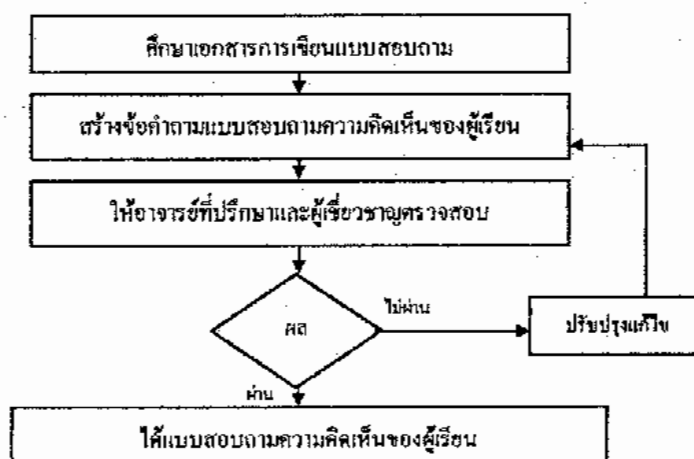 ศึกษาเอกสารการเขียนแบบสอบถาม
สร้างข้อคำถามแบบสอบถามความคิดเห็นของผู้เรียน
ให้อาจารย์ที่ปรึกษาและผู้เชี่ยวชาญตรวจสอบ
ผล
ไม่ผ่าน
ปรับปรุงแก้ไข
ผ่าน
ได้แบบสอบถามความคิดเห็นของผู้เรียน